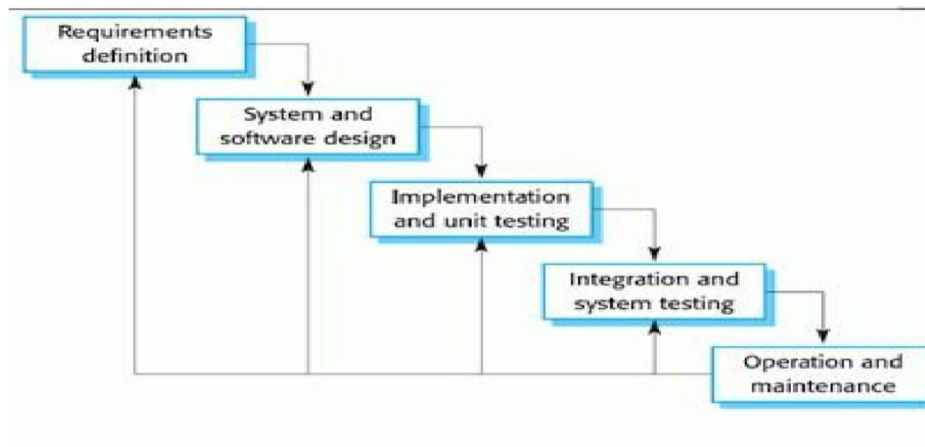 Requirements
definition
System and
software design
Implementation
and unit testing
Integration and
system testing
Operation and
maintenance